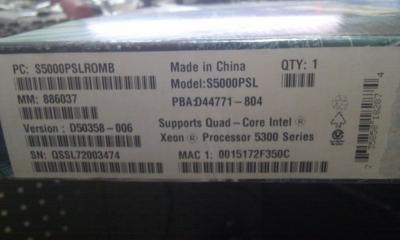 PC: S5000PSLROMB
Made in China
QTY: 1
Model:S5000PSL
MM: 886037
PBA:D44771-804
Version : D50358-006
Supports Quad-Core Intel ®
Xeon® Processor 5300 Series
SN: QSSL72003474
MAC 1: 0015172F350C